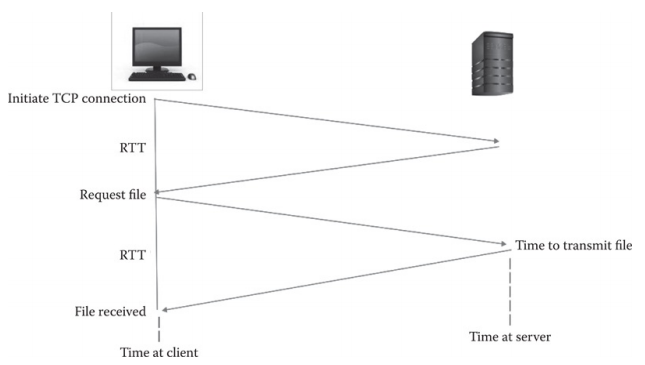 Initiate TCP connection
RTT
Request file
Time to transmit file
RTT
File received
Time at server
Time at client